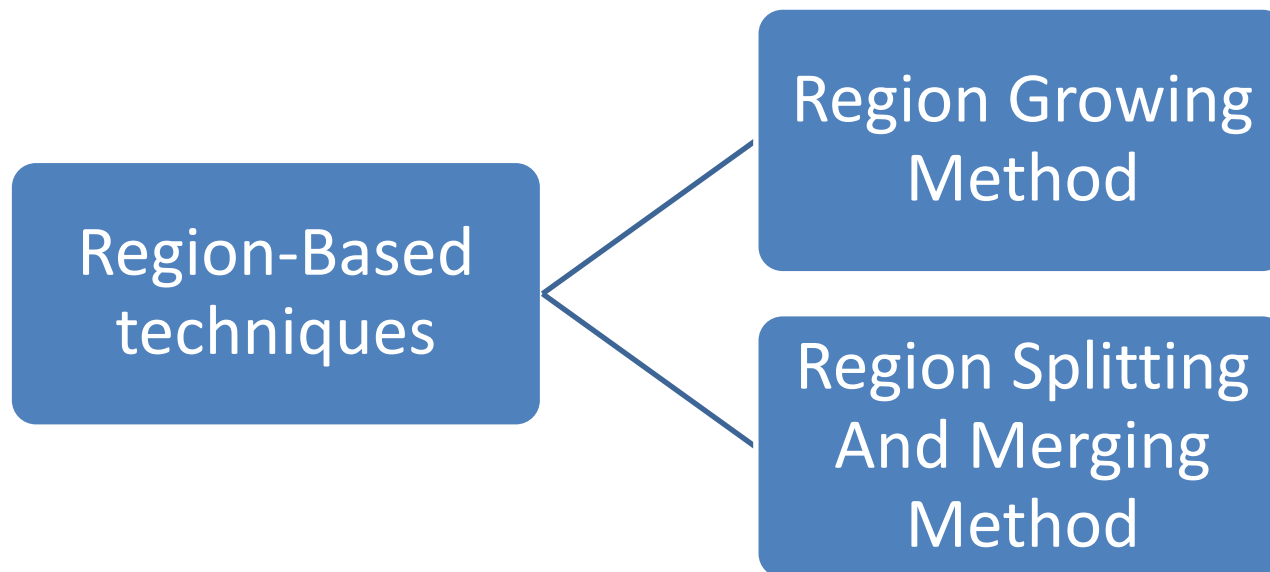 Region-Based
techniques
Region Growing
Method
Region Splitting
And Merging
Method